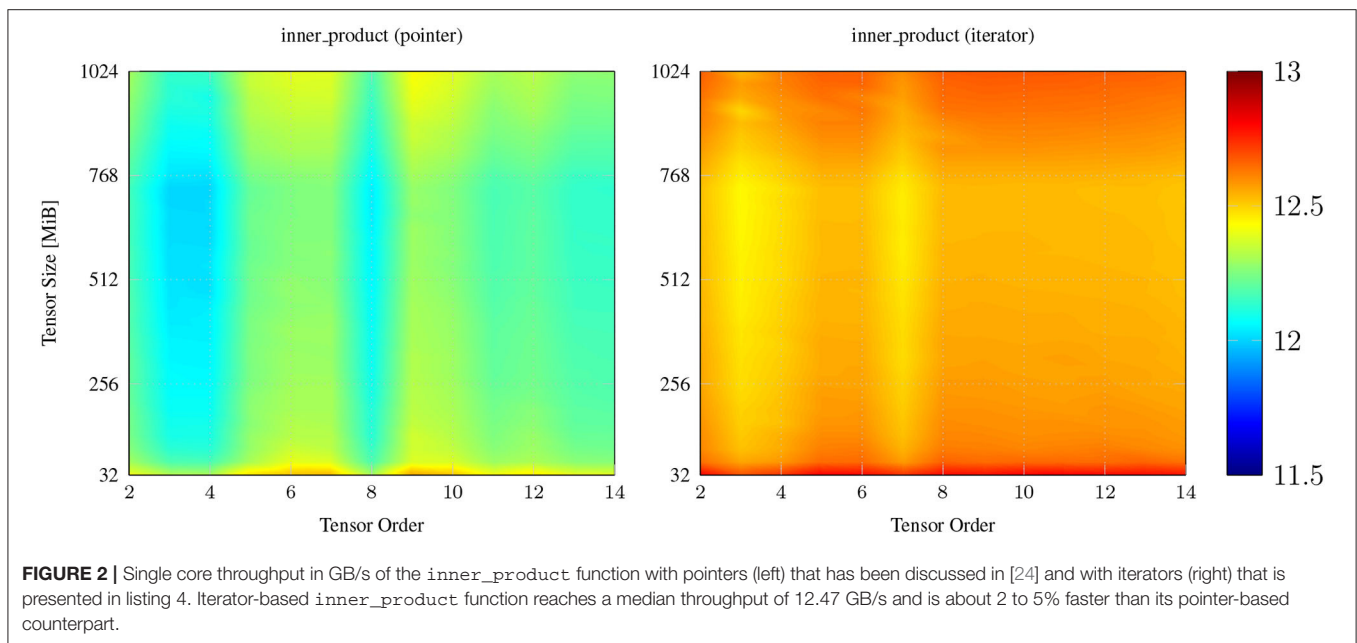 inner_product (pointer)
inner_product (iterator)
1024
768
512
256
32
Tensor Size [MiB]
2 4 6 8 10 12 14
Tensor Order
2 4 6 8 10 12 14
Tensor Order
13
12.5
12
11.5
FIGURE 2 | Single core throughput in GB/s of the inner_product function with pointers (left) that has been discussed in [24] and with iterators (right) that is
presented in listing 4. Iterator-based inner_product function reaches a median throughput of 12.47 GB/s and is about 2 to 5% faster than its pointer-based
counterpart.
1024
768
512
256
32